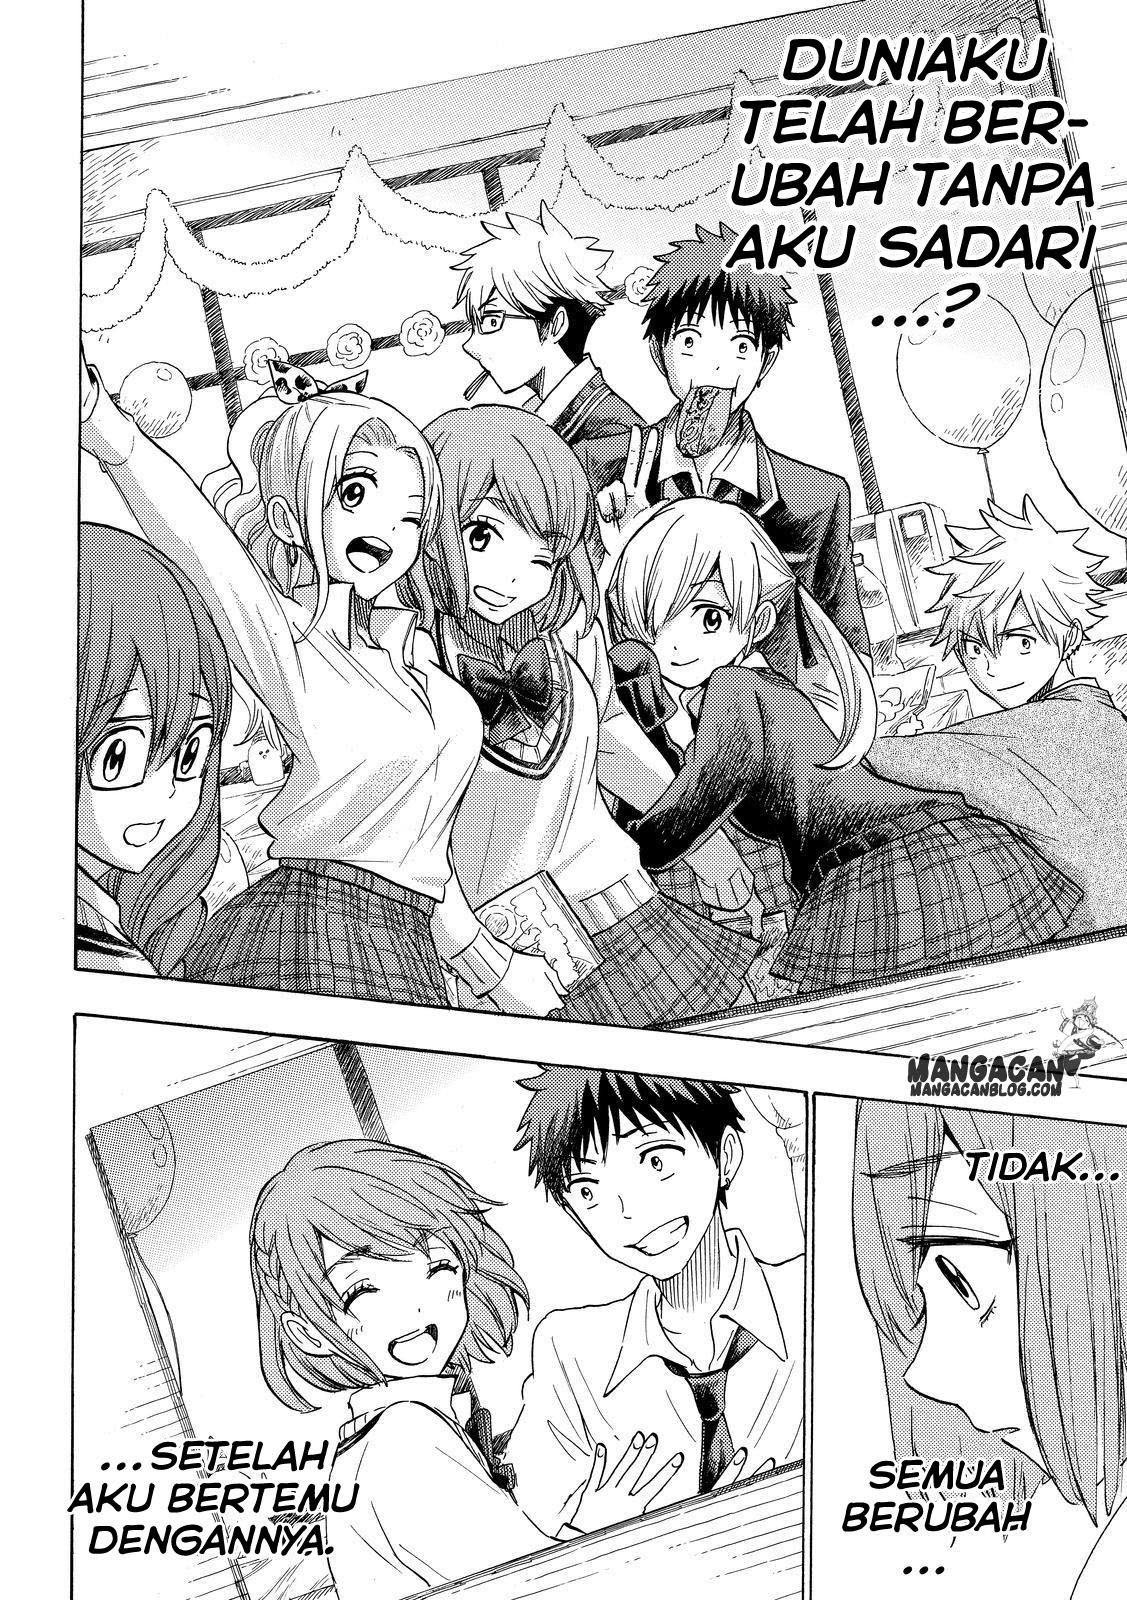 DUNIAKU
TELAH BER-
UBAH TANPA
AKU SADARI
...?
MANGACAN
MANGACANBLOG.COM
TIDAK...
SEMUA
BERUBAH
...
...SETELAH
AKU BERTEMU
DENGANNYA.